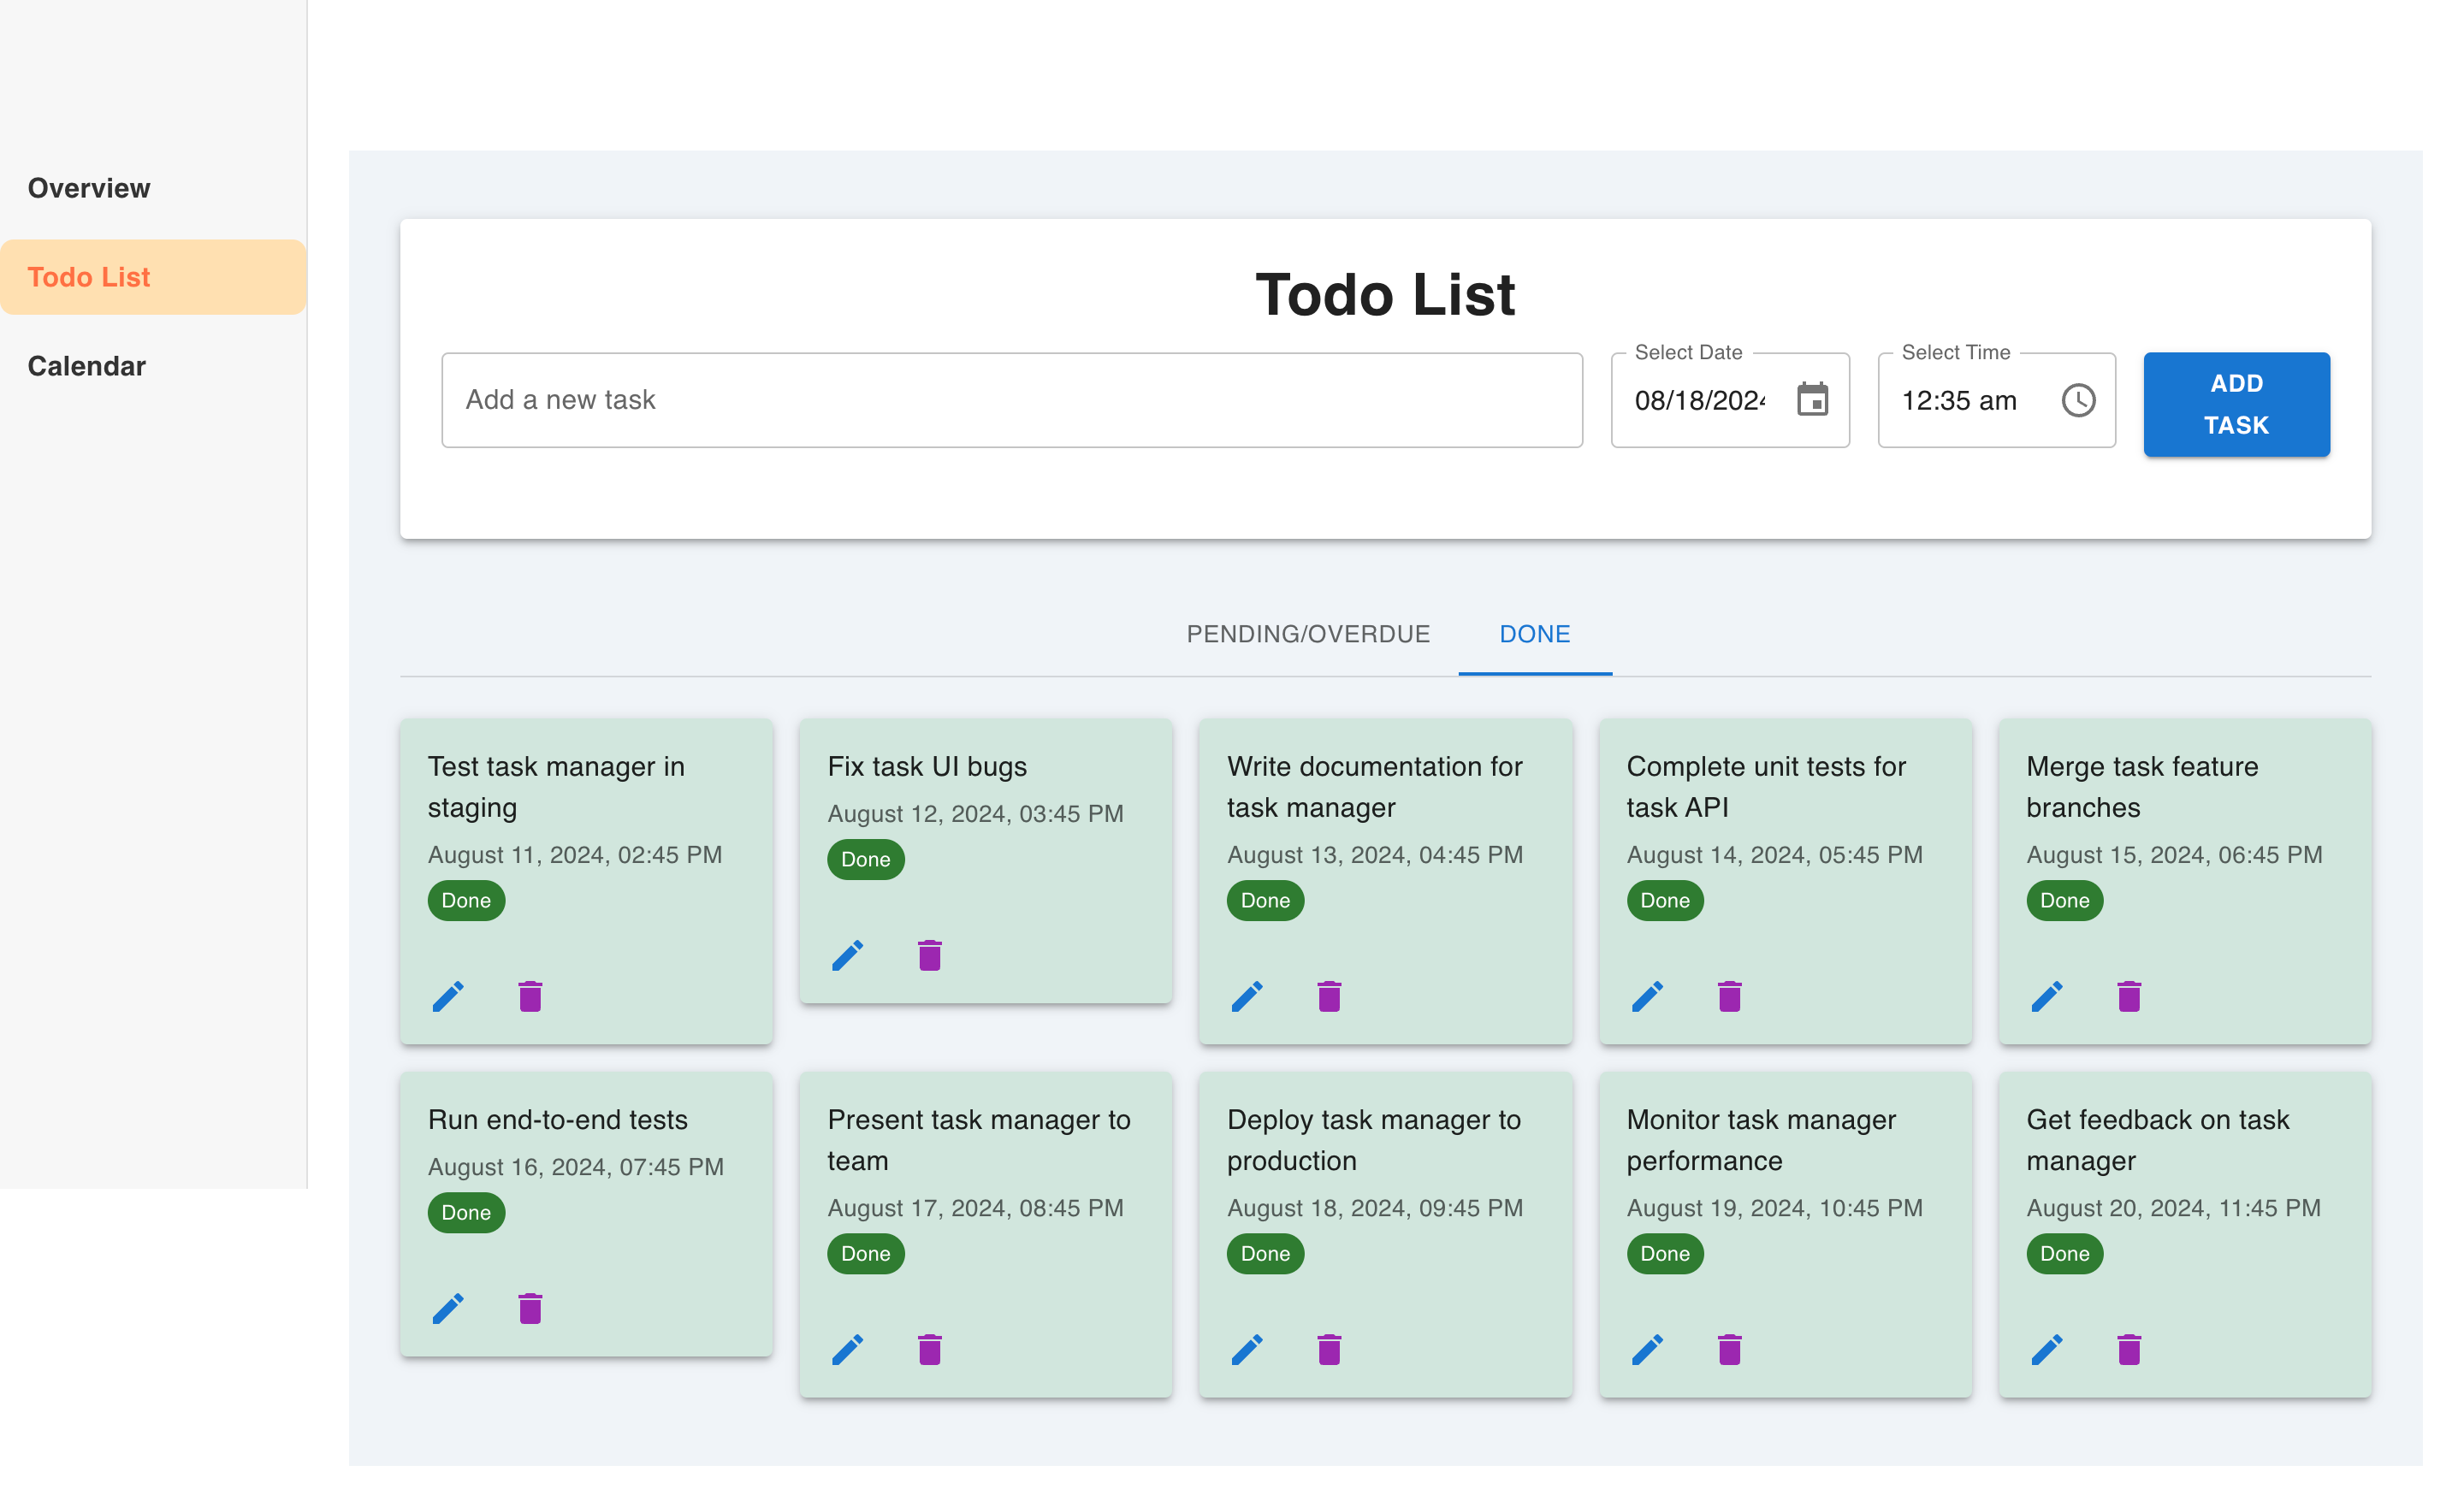 Overview
Todo List
Calendar
Todo List
Add a new task
Select Date
08/18/2024
Select Time
12:35 am
ADD
TASK
PENDING/OVERDUE
DONE
Test task manager in
staging
August 11, 2024, 02:45 PM
Done
Fix task UI bugs
August 12, 2024, 03:45 PM
Done
Write documentation for
task manager
August 13, 2024, 04:45 PM
Done
Complete unit tests for
task API
August 14, 2024, 05:45 PM
Done
Merge task feature
branches
August 15, 2024, 06:45 PM
Done
Run end-to-end tests
August 16, 2024, 07:45 PM
Done
Present task manager to
team
August 17, 2024, 08:45 PM
Done
Deploy task manager to
production
August 18, 2024, 09:45 PM
Done
Monitor task manager
performance
August 19, 2024, 10:45 PM
Done
Get feedback on task
manager
August 20, 2024, 11:45 PM
Done